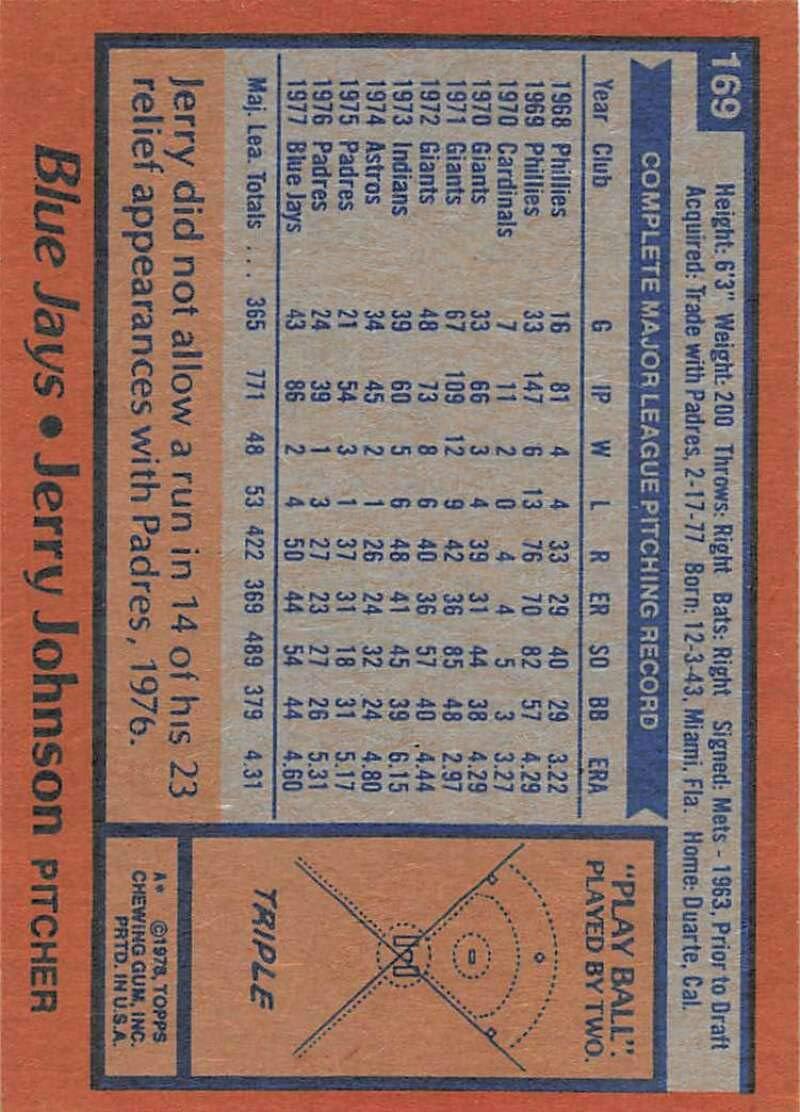 169
Height: 6'3" Weight: 200 Throws: Right Bats: Right Signed: Mets - 1963, Prior to Draft
Acquired: Trade with Padres, 2-17-77 Born: 12-3-43, Miami, Fla. Home: Duarte, Cal.
COMPLETE MAJOR LEAGUE PITCHING RECORD
Year Club G IP W L R ER SO BB ERA
1968 Phillies 16 81 4 4 33 29 40 29 3.22
1969 Phillies 33 147 6 13 76 70 82 57 4.29
1970 Cardinals 7 11 2 0 4 4 5 3 3.27
1970 Giants 33 66 3 4 39 31 44 38 4.29
1971 Giants 67 109 12 9 42 36 85 48 2.97
1972 Giants 48 73 8 6 40 36 57 40 4.44
1973 Indians 39 60 5 6 48 41 45 39 6.15
1974 Astros 34 45 2 1 26 24 32 24 4.80
1975 Padres 21 54 3 1 37 31 18 31 5.17
1976 Padres 24 39 1 3 27 23 27 26 5.31
1977 Blue Jays 43 86 2 4 50 44 54 44 4.60
Maj. Lea. Totals ... 365 771 48 53 422 369 489 379 4.31
Jerry did not allow a run in 14 of his 23
relief appearances with Padres, 1976.
"PLAY BALL".
PLAYED BY TWO.
TRIPLE
A* ©1978, TOPPS
CHEWING GUM, INC.
PRTD. IN U.S.A.
Blue Jays • Jerry Johnson PITCHER